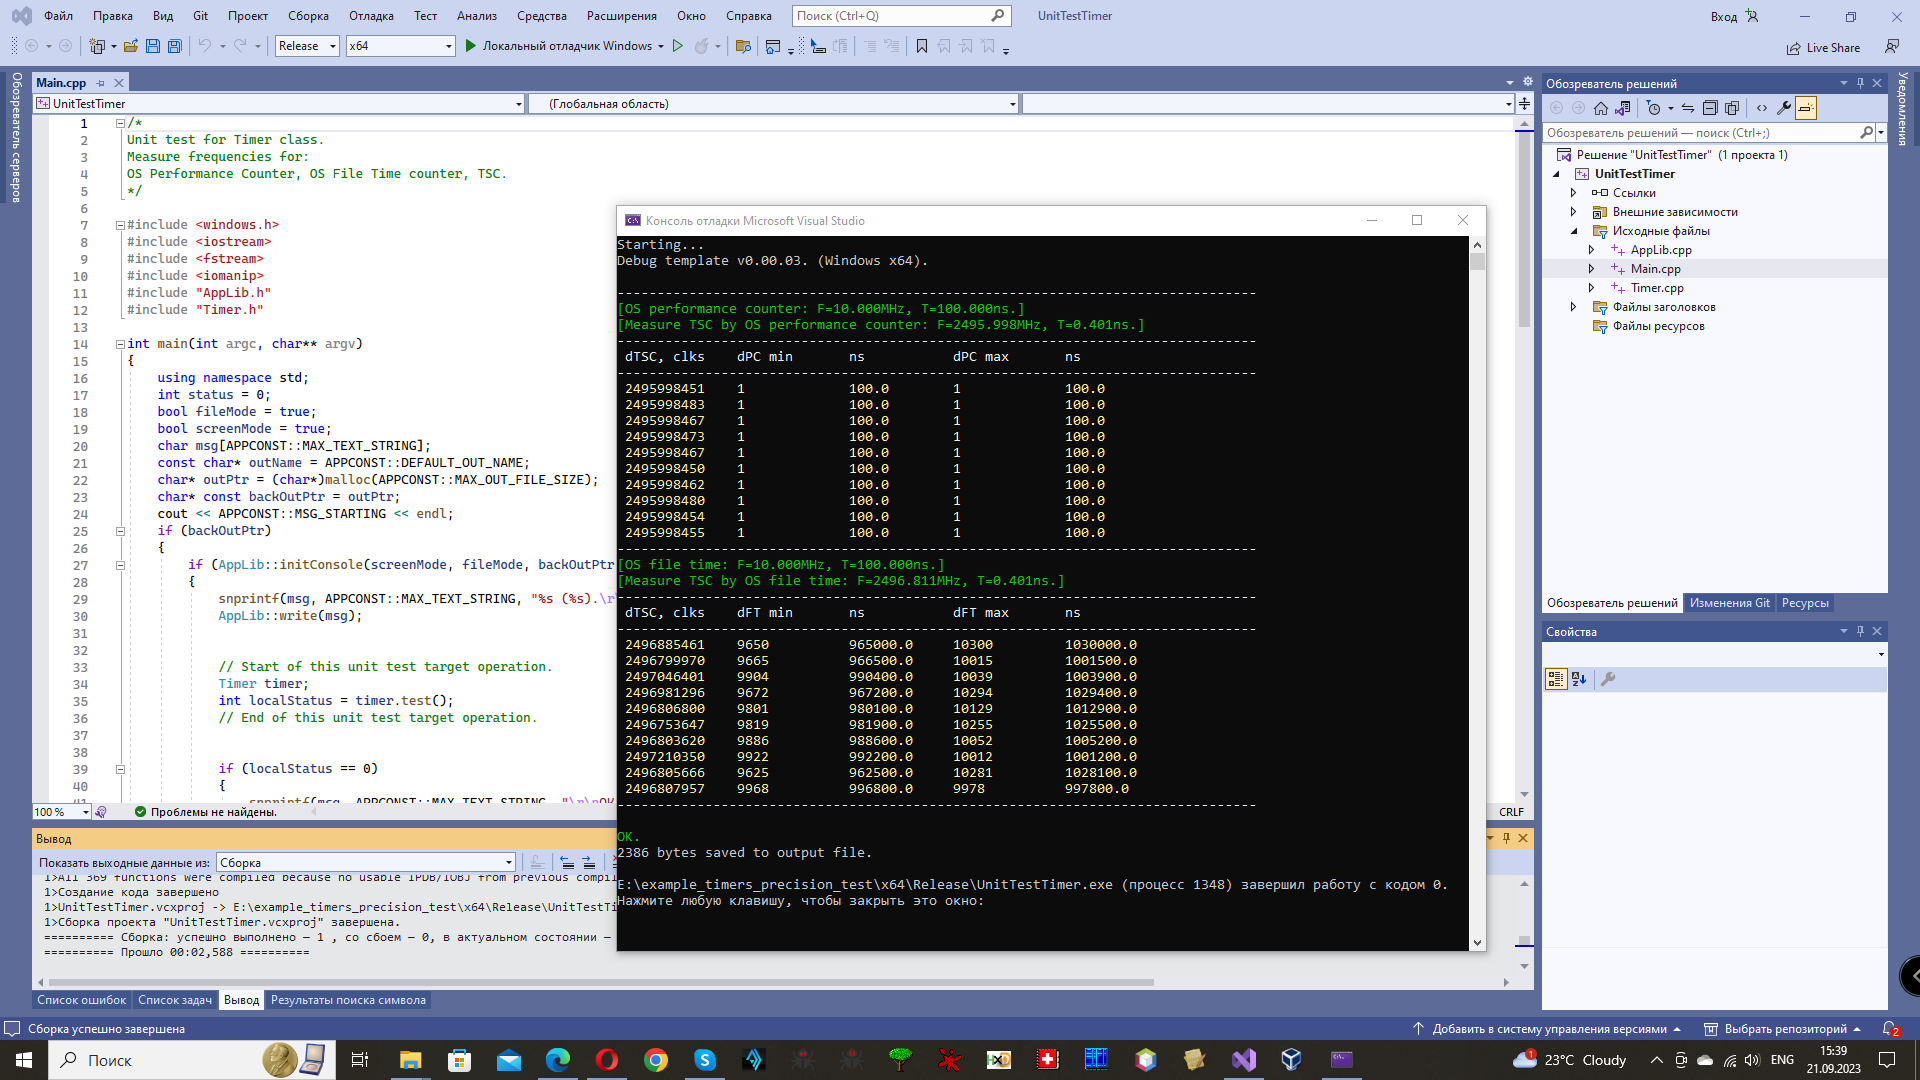 Файл Правка Вид Git Проект Сборка Отладка Тест Анализ Средства Расширения Окно Справка Поиск (Ctrl+Q) UnitTestTimer Вход
Release x64 Локальный отладчик Windows Live Share
Обозреватель серверов
Main.cpp
UnitTestTimer (Глобальная область)
1 /*
2 Unit test for Timer class.
3 Measure frequencies for:
4 OS Performance Counter, OS File Time counter, TSC.
5 */
6
7 #include <windows.h>
8 #include <iostream>
9 #include <fstream>
10 #include <iomanip>
11 #include "AppLib.h"
12 #include "Timer.h"
13
14 int main(int argc, char** argv)
15 {
16 using namespace std;
17 int status = 0;
18 bool fileMode = true;
19 bool screenMode = true;
20 char msg[APPCONST::MAX_TEXT_STRING];
21 const char* outName = APPCONST::DEFAULT_OUT_NAME;
22 char* outPtr = (char*)malloc(APPCONST::MAX_OUT_FILE_SIZE);
23 char* const backOutPtr = outPtr;
24 cout << APPCONST::MSG_STARTING << endl;
25 if (backOutPtr)
26 {
27 if (AppLib::initConsole(screenMode, fileMode, backOutPtr
28 {
29 snprintf(msg, APPCONST::MAX_TEXT_STRING, "%s (%s).\r
30 AppLib::write(msg);
31
32
33 // Start of this unit test target operation.
34 Timer timer;
35 int localStatus = timer.test();
36 // End of this unit test target operation.
37
38
39 if (localStatus == 0)
40 {
41 snprintf(msg, APPCONST::MAX_TEXT_STRING, "\r\nOK
100 % Проблемы не найдены. CRLF
Консоль отладки Microsoft Visual Studio
Starting...
Debug template v0.00.03. (Windows x64).
--------------------------------------------------------------------------------
[OS performance counter: F=10.000MHz, T=100.000ns.]
[Measure TSC by OS performance counter: F=2495.998MHz, T=0.401ns.]
--------------------------------------------------------------------------------
dTSC, clks dPC min ns dPC max ns
--------------------------------------------------------------------------------
2495998451 1 100.0 1 100.0
2495998483 1 100.0 1 100.0
2495998467 1 100.0 1 100.0
2495998473 1 100.0 1 100.0
2495998467 1 100.0 1 100.0
2495998450 1 100.0 1 100.0
2495998462 1 100.0 1 100.0
2495998480 1 100.0 1 100.0
2495998454 1 100.0 1 100.0
2495998455 1 100.0 1 100.0
--------------------------------------------------------------------------------
[OS file time: F=10.000MHz, T=100.000ns.]
[Measure TSC by OS file time: F=2496.811MHz, T=0.401ns.]
--------------------------------------------------------------------------------
dTSC, clks dFT min ns dFT max ns
--------------------------------------------------------------------------------
2496885461 9650 965000.0 10300 1030000.0
2496799970 9665 966500.0 10015 1001500.0
2497046401 9904 990400.0 10039 1003900.0
2496981296 9672 967200.0 10294 1029400.0
2496806800 9801 980100.0 10129 1012900.0
2496753647 9819 981900.0 10255 1025500.0
2496803620 9886 988600.0 10052 1005200.0
2497210350 9922 992200.0 10012 1001200.0
2496805666 9625 962500.0 10281 1028100.0
2496807957 9968 996800.0 9978 997800.0
--------------------------------------------------------------------------------
OK.
2386 bytes saved to output file.
E:\example_timers_precision_test\x64\Release\UnitTestTimer.exe (процесс 1348) завершил работу с кодом 0.
Нажмите любую клавишу, чтобы закрыть это окно:
Вывод
Показать выходные данные из: Сборка
1>All 369 functions were compiled because no usable IPDB/IOBJ from previous compil
1>Создание кода завершено
1>UnitTestTimer.vcxproj -> E:\example_timers_precision_test\x64\Release\UnitTestTi
1>Сборка проекта "UnitTestTimer.vcxproj" завершена.
========== Сборка: успешно выполнено — 1 , со сбоем — 0, в актуальном состоянии —
========== Прошло 00:02,588 ==========
Список ошибок Список задач Вывод Результаты поиска символа
Обозреватель решений
Обозреватель решений — поиск (Ctrl+;)
Решение "UnitTestTimer" (1 проекта 1)
UnitTestTimer
Ссылки
Внешние зависимости
Исходные файлы
AppLib.cpp
Main.cpp
Timer.cpp
Файлы заголовков
Файлы ресурсов
Обозреватель решений Изменения Git Ресурсы
Свойства
Уведомления
Сборка успешно завершена Добавить в систему управления версиями Выбрать репозиторий 2
Поиск 1 23°C Cloudy ENG 15:39
21.09.2023